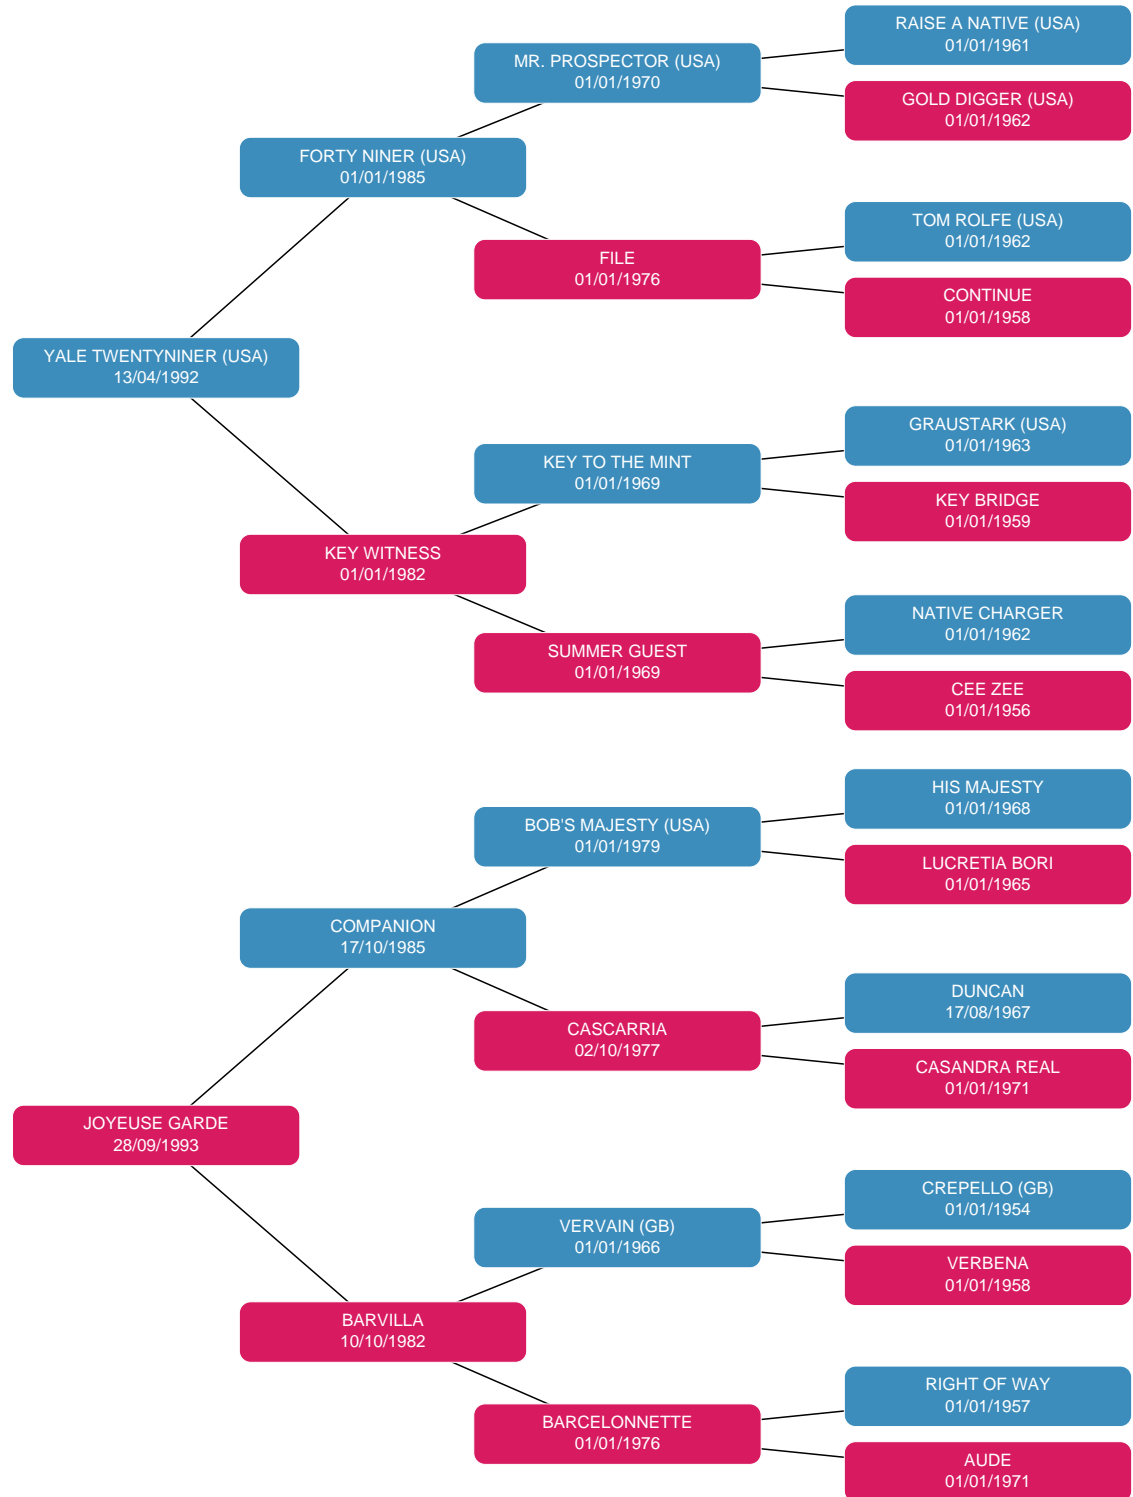 RAISE A NATIVE (USA)
01/01/1961
MR. PROSPECTOR (USA)
01/01/1970
GOLD DIGGER (USA)
01/01/1962
FORTY NINER (USA)
01/01/1985
TOM ROLFE (USA)
01/01/1962
FILE
01/01/1976
CONTINUE
01/01/1958
YALE TWENTYNINER (USA)
13/04/1992
GRAUSTARK (USA)
01/01/1963
KEY TO THE MINT
01/01/1969
KEY BRIDGE
01/01/1959
KEY WITNESS
01/01/1982
NATIVE CHARGER
01/01/1962
SUMMER GUEST
01/01/1969
CEE ZEE
01/01/1956
HIS MAJESTY
01/01/1968
BOB'S MAJESTY (USA)
01/01/1979
LUCRETIA BORI
01/01/1965
COMPANION
17/10/1985
DUNCAN
17/08/1967
CASCARRIA
02/10/1977
CASANDRA REAL
01/01/1971
JOYEUSE GARDE
28/09/1993
CREPELLO (GB)
01/01/1954
VERVAIN (GB)
01/01/1966
VERBENA
01/01/1958
BARVILLA
10/10/1982
RIGHT OF WAY
01/01/1957
BARCELONNETTE
01/01/1976
AUDE
01/01/1971